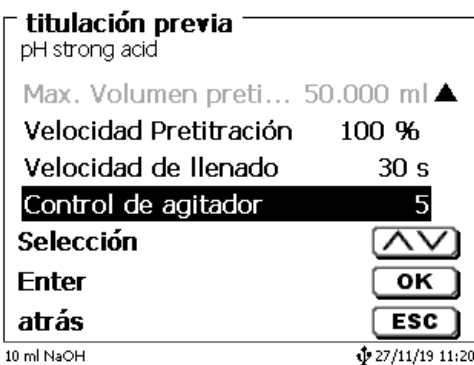 titulación previa
pH strong acid
Max. Volumen preti... 50.000 ml
Velocidad Pretitración 100 %
Velocidad de llenado 30 s
Control de agitador 5
Selección
Enter OK
atrás ESC
10 ml NaOH 27/11/19 11:20